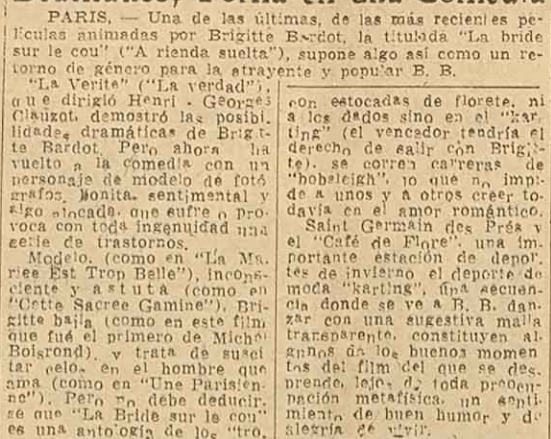 PARIS, — Una de las últimas, de las más recientes pe-
lículas animadas por Brigitte Bardot, la titulada "La bride
sur le cou" ("A rienda suelta"), supone algo así como un re-
torno de género para la atrayente y popular B. B.
"La Verite" ("La verdad"),
que dirigió Henri - Georges
Clauzot, demostró las posibi-
lidades dramáticas de Brigit-
te Bardot. Pero ahora ha
vuelto a la comedia con un
personaje de modelo de fotó
grafos. Bonita, sentimental y
algo alocada, que sufre o pro-
voca con toda ingenuidad una
serie de trastornos.
Modelo, (como en "La Ma-
riee Est Trop Belle"), incons-
ciente y astuta (como en
"Cette Sacree Gamine"), Bri-
gitte baila (como en este film
que fué el primero de Michel
Boisrond), y trata de susci
tar celos en el hombre que
ama (como en "Une Parisien-
ne"). Pero no debe deducir-
se que "La Bride sur le cou"
es una antología de los "tro-
con estocadas de florete, ni
a los dados sino en el "kar-
ting" (el vencedor tendría el
derecho de salir con Brigit-
te), se corren carreras de
"bobsleigh", lo que no impi-
de a unos y a otros creer to-
davía en el amor romántico.
Saint Germain des Prés y
el "Café de Flore", una im-
portante estación de depor-
tes de invierno el deporte de
moda "karting", una secuen-
cia donde se ve a B. B. dan-
zar con una sugestiva malla
transparente, constituyen al-
gunos de los buenos momen
tos del film del que se des-
prende, lejos de toda preocu-
pación metafísica, un senti-
miento de buen humor y de
alegría de vivir.